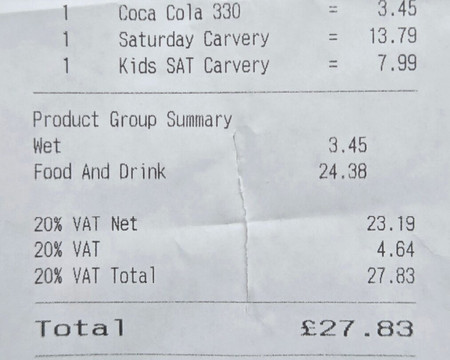 1 Coca Cola 330 = 3.45
1 Saturday Carvery = 13.79
1 Kids SAT Carvery = 7.99
Product Group Summary
Wet 3.45
Food And Drink 24.38
20% VAT Net 23.19
20% VAT 4.64
20% VAT Total 27.83
Total £27.83